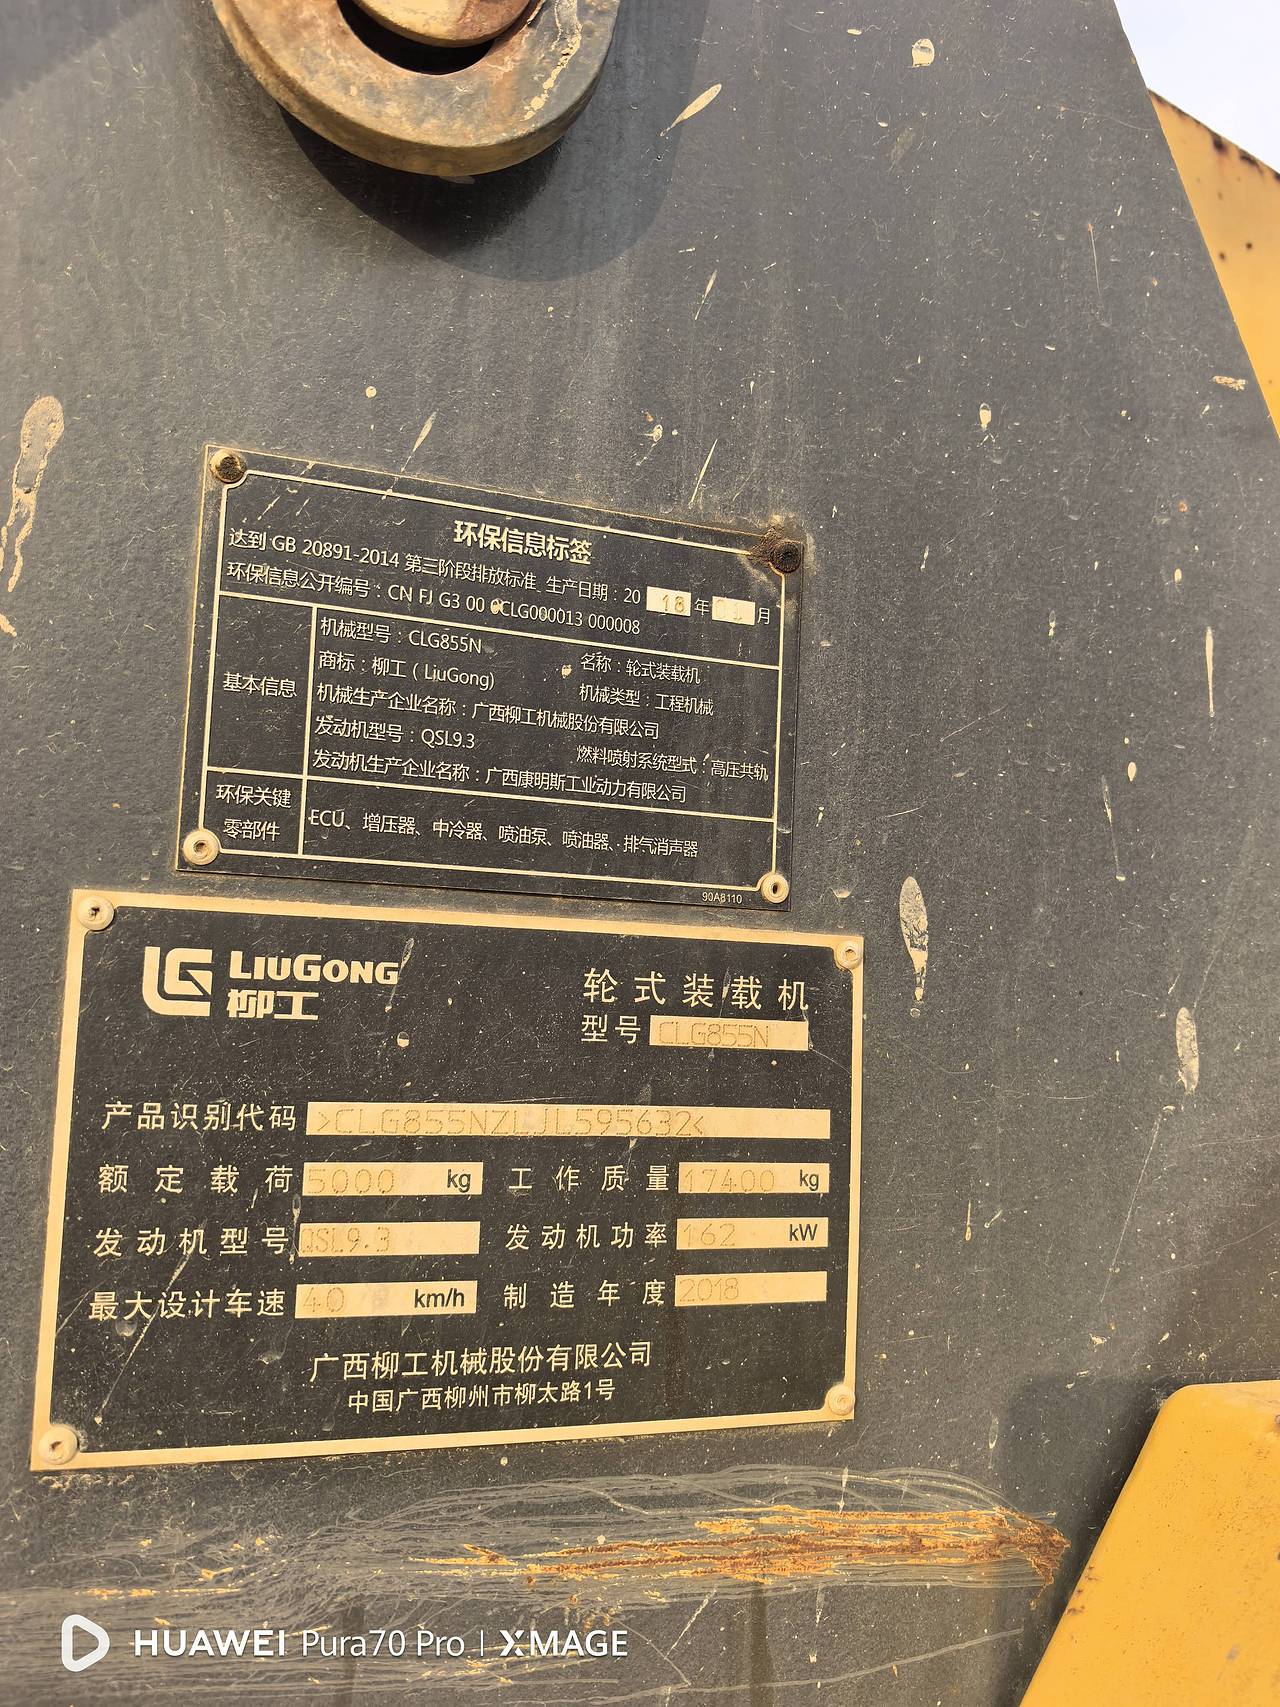 环保信息标签
达到 GB 20891-2014 第三阶段排放标准 生产日期：20 18 年 01 月
环保信息公开编号：CN FJ G3 00 0CLG000013 000008
基本信息
机械型号：CLG855N 名称：轮式装载机
商标：柳工（LiuGong) 机械类型：工程机械
机械生产企业名称：广西柳工机械股份有限公司
发动机型号：QSL9.3 燃料喷射系统型式：高压共轨
发动机生产企业名称：广西康明斯工业动力有限公司
环保关键零部件
ECU、增压器、中冷器、喷油泵、喷油器、排气消声器
90A8110
LG LIUGONG
柳工
轮式装载机
型号 CLG855N
产品识别代码 >CLG855NZLJL595632<
额定载荷 5000 kg 工作质量 17400 kg
发动机型号 QSL9.3 发动机功率 162 kW
最大设计车速 40 km/h 制造年度 2018
广西柳工机械股份有限公司
中国广西柳州市柳太路1号
HUAWEI Pura70 Pro | XMAGE